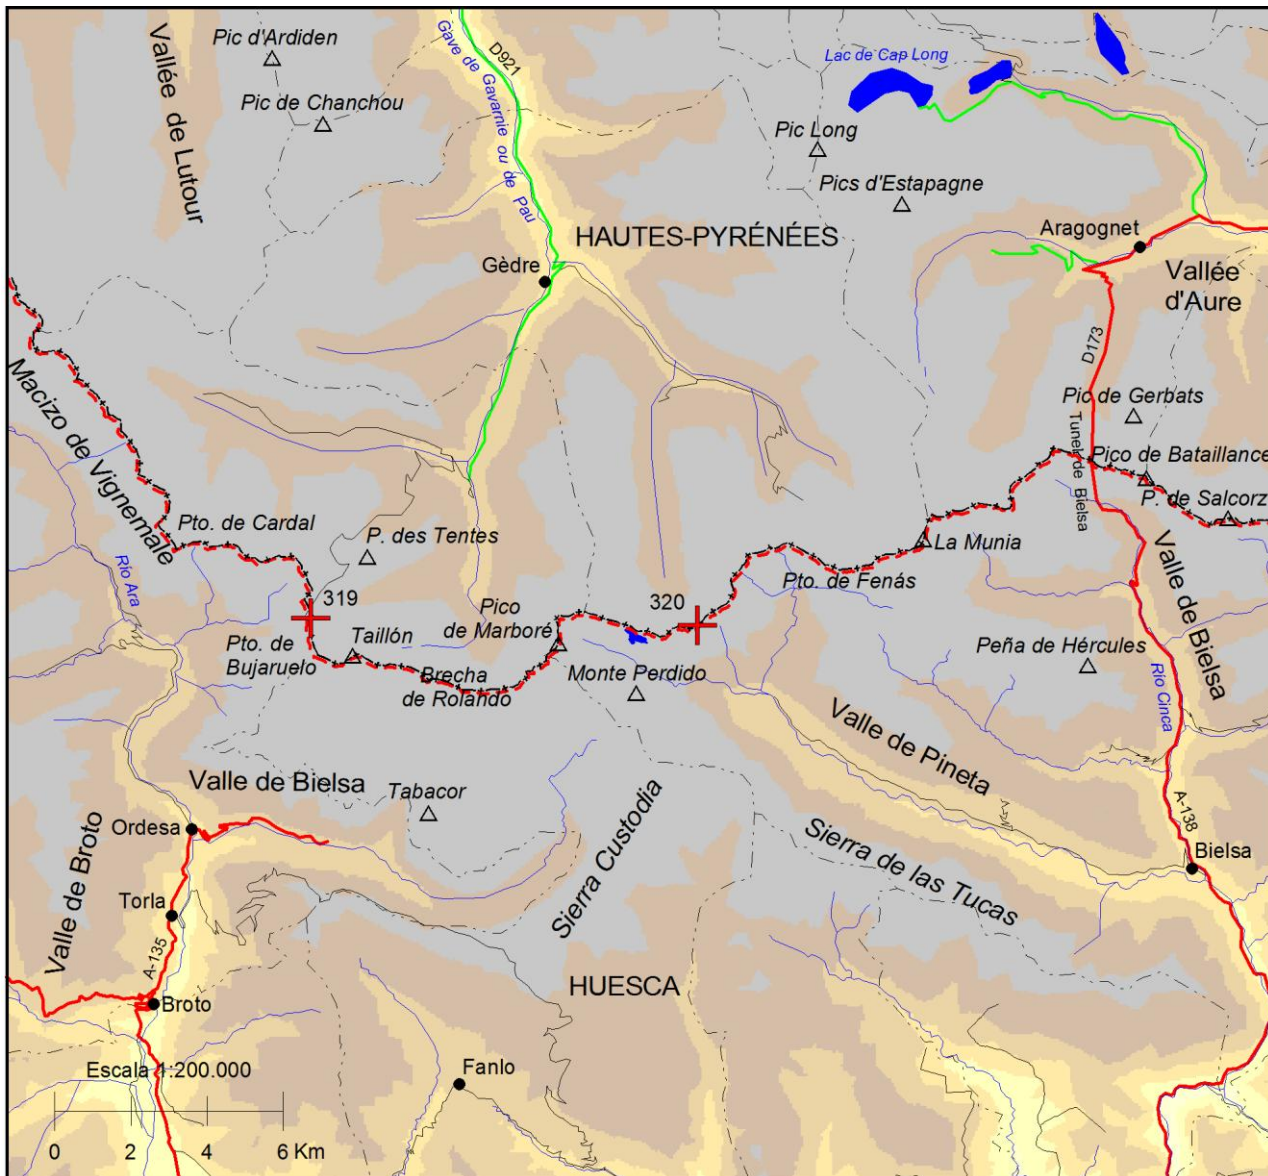 Pic d'Ardiden
Vallée de Lutour
Pic de Chanchou
D921
Gave de Gavarnie ou de Pau
Lac de Cap Long
Pic Long
Pics d'Estapagne
HAUTES-PYRÉNÉES
Aragognet
Gèdre
Vallée
d'Aure
D173
Macizo de Vignemale
Pic de Gerbats
Tunel de Bielsa
Pico de Bataillance
P. de Salcorz
Pto. de Cardal
P. des Tentes
La Munia
Río Ara
Pto. de Fenás
Valle de Bielsa
319
320
Pico
de Marboré
Pto. de
Bujaruelo
Taillón
Brecha
de Rolando
Monte Perdido
Peña de Hércules
Río Cinca
Valle de Pineta
Valle de Bielsa
Tabacor
Sierra Custodia
A-138
Ordesa
Sierra de las Tucas
Bielsa
Valle de Broto
Torla
A-135
HUESCA
Broto
Escala 1:200.000
Fanlo
0 2 4 6 Km